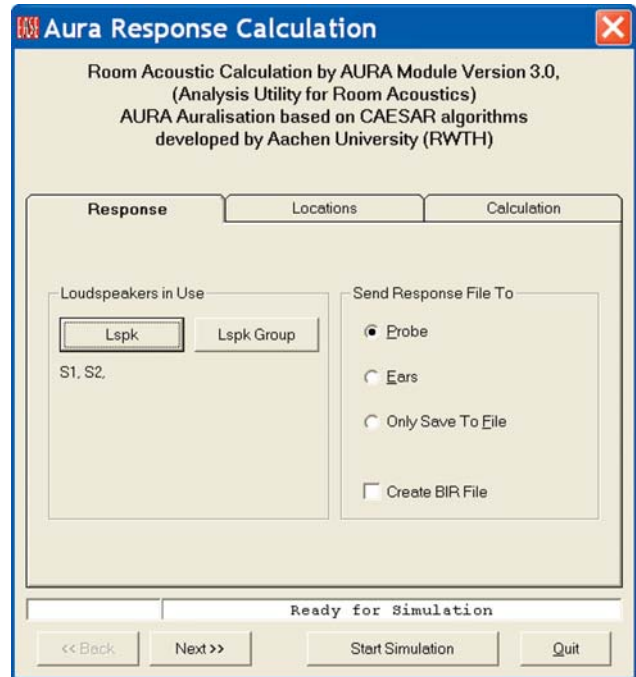 EASE Aura Response Calculation
Room Acoustic Calculation by AURA Module Version 3.0,
(Analysis Utility for Room Acoustics)
AURA Auralisation based on CAESAR algorithms
developed by Aachen University (RWTH)
Response Locations Calculation
Loudspeakers in Use
Lspk Lspk Group
S1, S2,
Send Response File To
Probe
Ears
Only Save To File
Create BIR File
Ready for Simulation
<< Back Next >> Start Simulation Quit